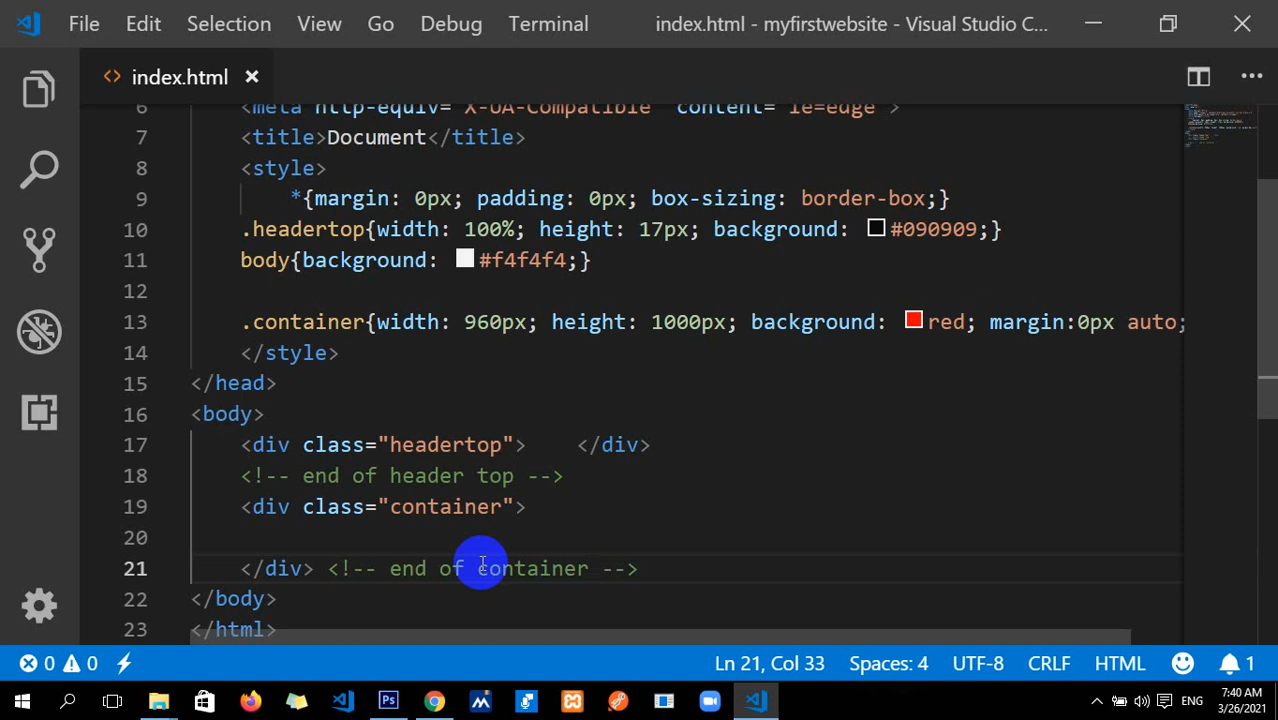 File Edit Selection View Go Debug Terminal index.html - myfirstwebsite - Visual Studio C...
index.html
6 <meta http-equiv="X-UA-Compatible" content="ie=edge">
7 <title>Document</title>
8 <style>
9 *{margin: 0px; padding: 0px; box-sizing: border-box;}
10 .headertop{width: 100%; height: 17px; background: #090909;}
11 body{background: #f4f4f4;}
12
13 .container{width: 960px; height: 1000px; background: red; margin:0px auto;
14 </style>
15 </head>
16 <body>
17 <div class="headertop"> </div>
18 <!-- end of header top -->
19 <div class="container">
20
21 </div> <!-- end of container -->
22 </body>
23 </html>
0 0 Ln 21, Col 33 Spaces: 4 UTF-8 CRLF HTML 1
Ps ENG 7:40 AM
3/26/2021